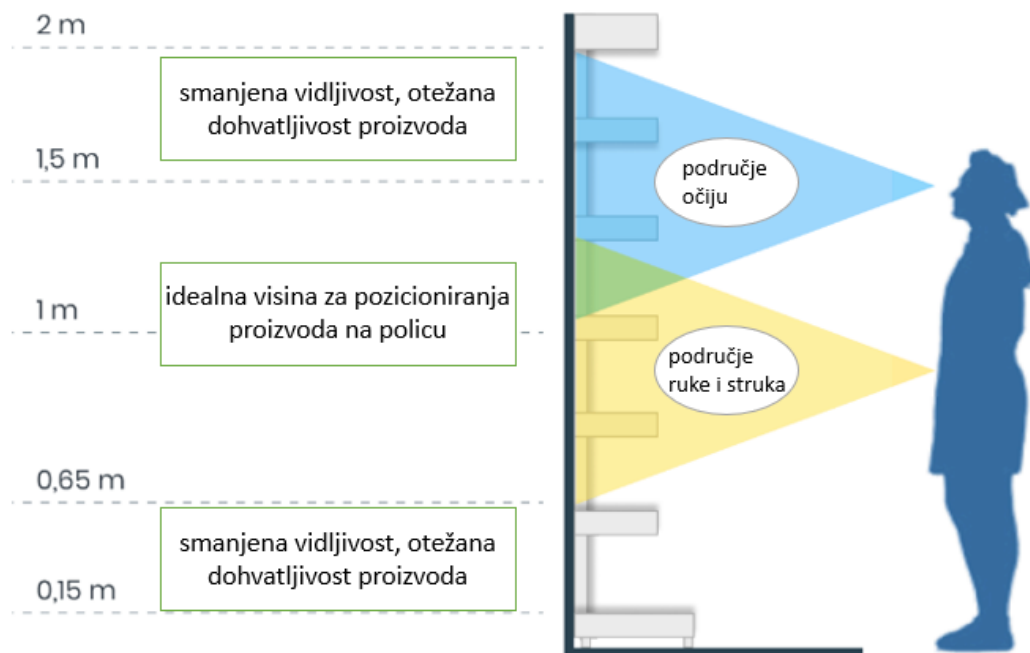 2 m
smanjena vidljivost, otežana
dohvatljivost proizvoda
1,5 m
područje
očiju
idealna visina za pozicioniranja
proizvoda na policu
1 m
područje
ruke i struka
0,65 m
smanjena vidljivost, otežana
dohvatljivost proizvoda
0,15 m